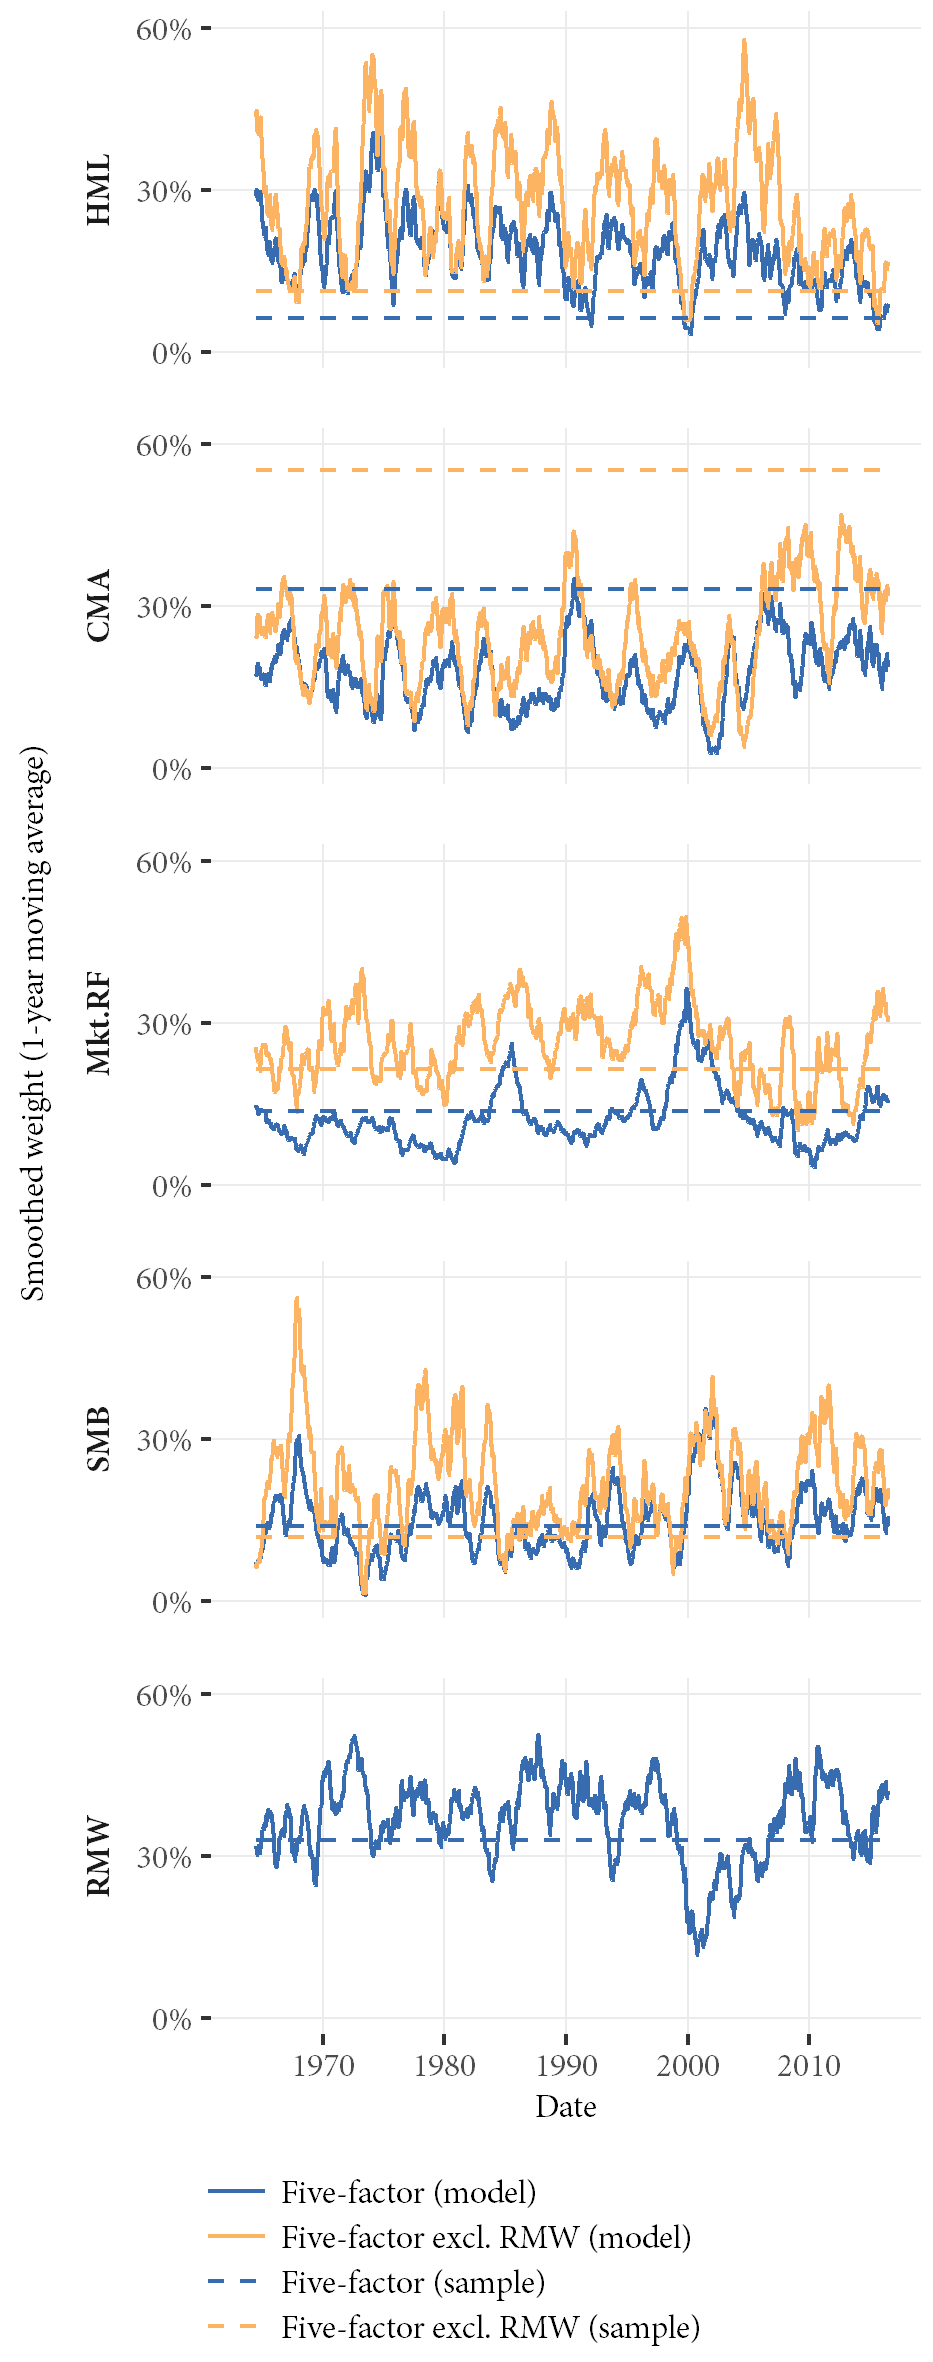 Smoothed weight (1-year moving average)
HML
60%
30%
0%
CMA
60%
30%
0%
Mkt.RF
60%
30%
0%
SMB
60%
30%
0%
RMW
60%
30%
0%
1970 1980 1990 2000 2010
Date
Five-factor (model)
Five-factor excl. RMW (model)
Five-factor (sample)
Five-factor excl. RMW (sample)